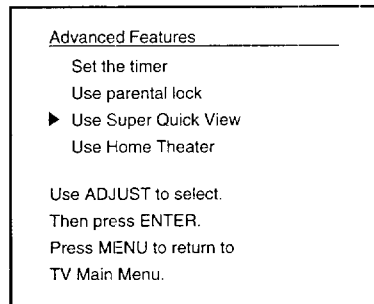 Advanced Features
Set the timer
Use parental lock
▶ Use Super Quick View
Use Home Theater
Use ADJUST to select.
Then press ENTER.
Press MENU to return to
TV Main Menu.